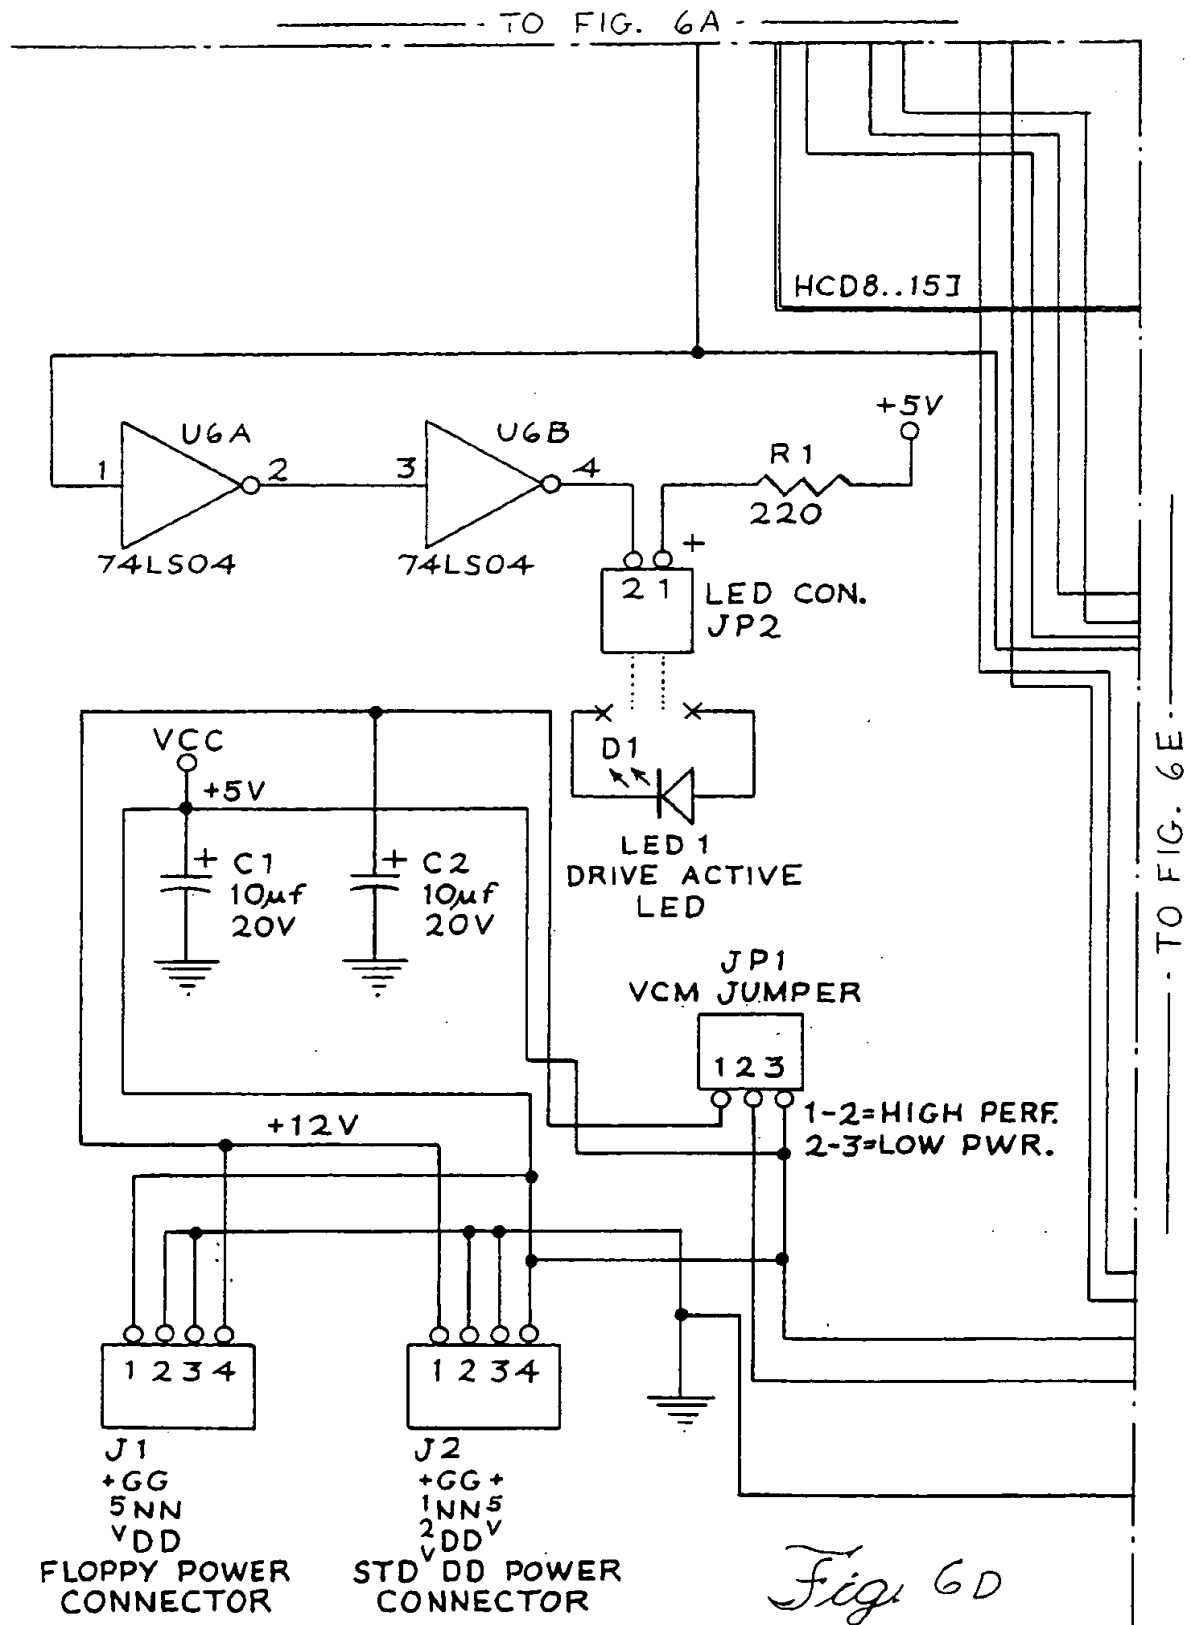 - TO FIG. 6A -
HCD8..15]
+5V
U6A
U6B
R1
1
2
3
4
220
74LS04
74LS04
+
2 1
LED CON.
JP2
VCC
D1
+5V
LED 1
DRIVE ACTIVE
LED
+ C1
10µf
20V
+ C2
10µf
20V
- TO FIG. 6E -
JP1
VCM JUMPER
1 2 3
1-2=HIGH PERF.
2-3=LOW PWR.
+12V
1 2 3 4
1 2 3 4
J1
+GG
5NN
VDD
FLOPPY POWER
CONNECTOR
J2
+GG+
1NN5
2DDV
V
STD DD POWER
CONNECTOR
Fig. 6D